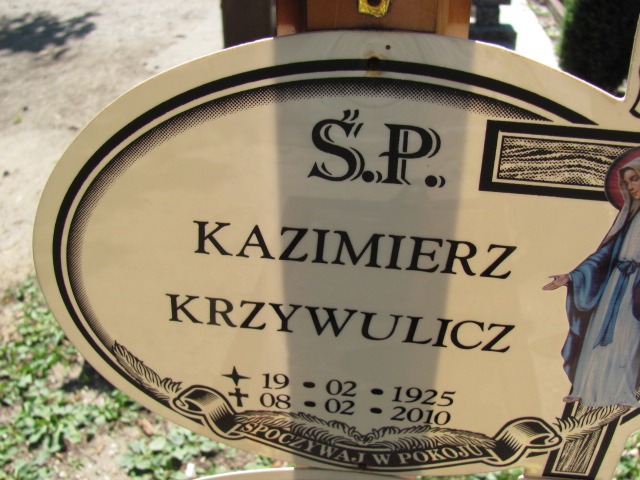 Ś.P.
KAZIMIERZ
KRZYWULICZ
19 - 02 - 1925
08 - 02 - 2010
SPOCZYWAJ W POKOJU